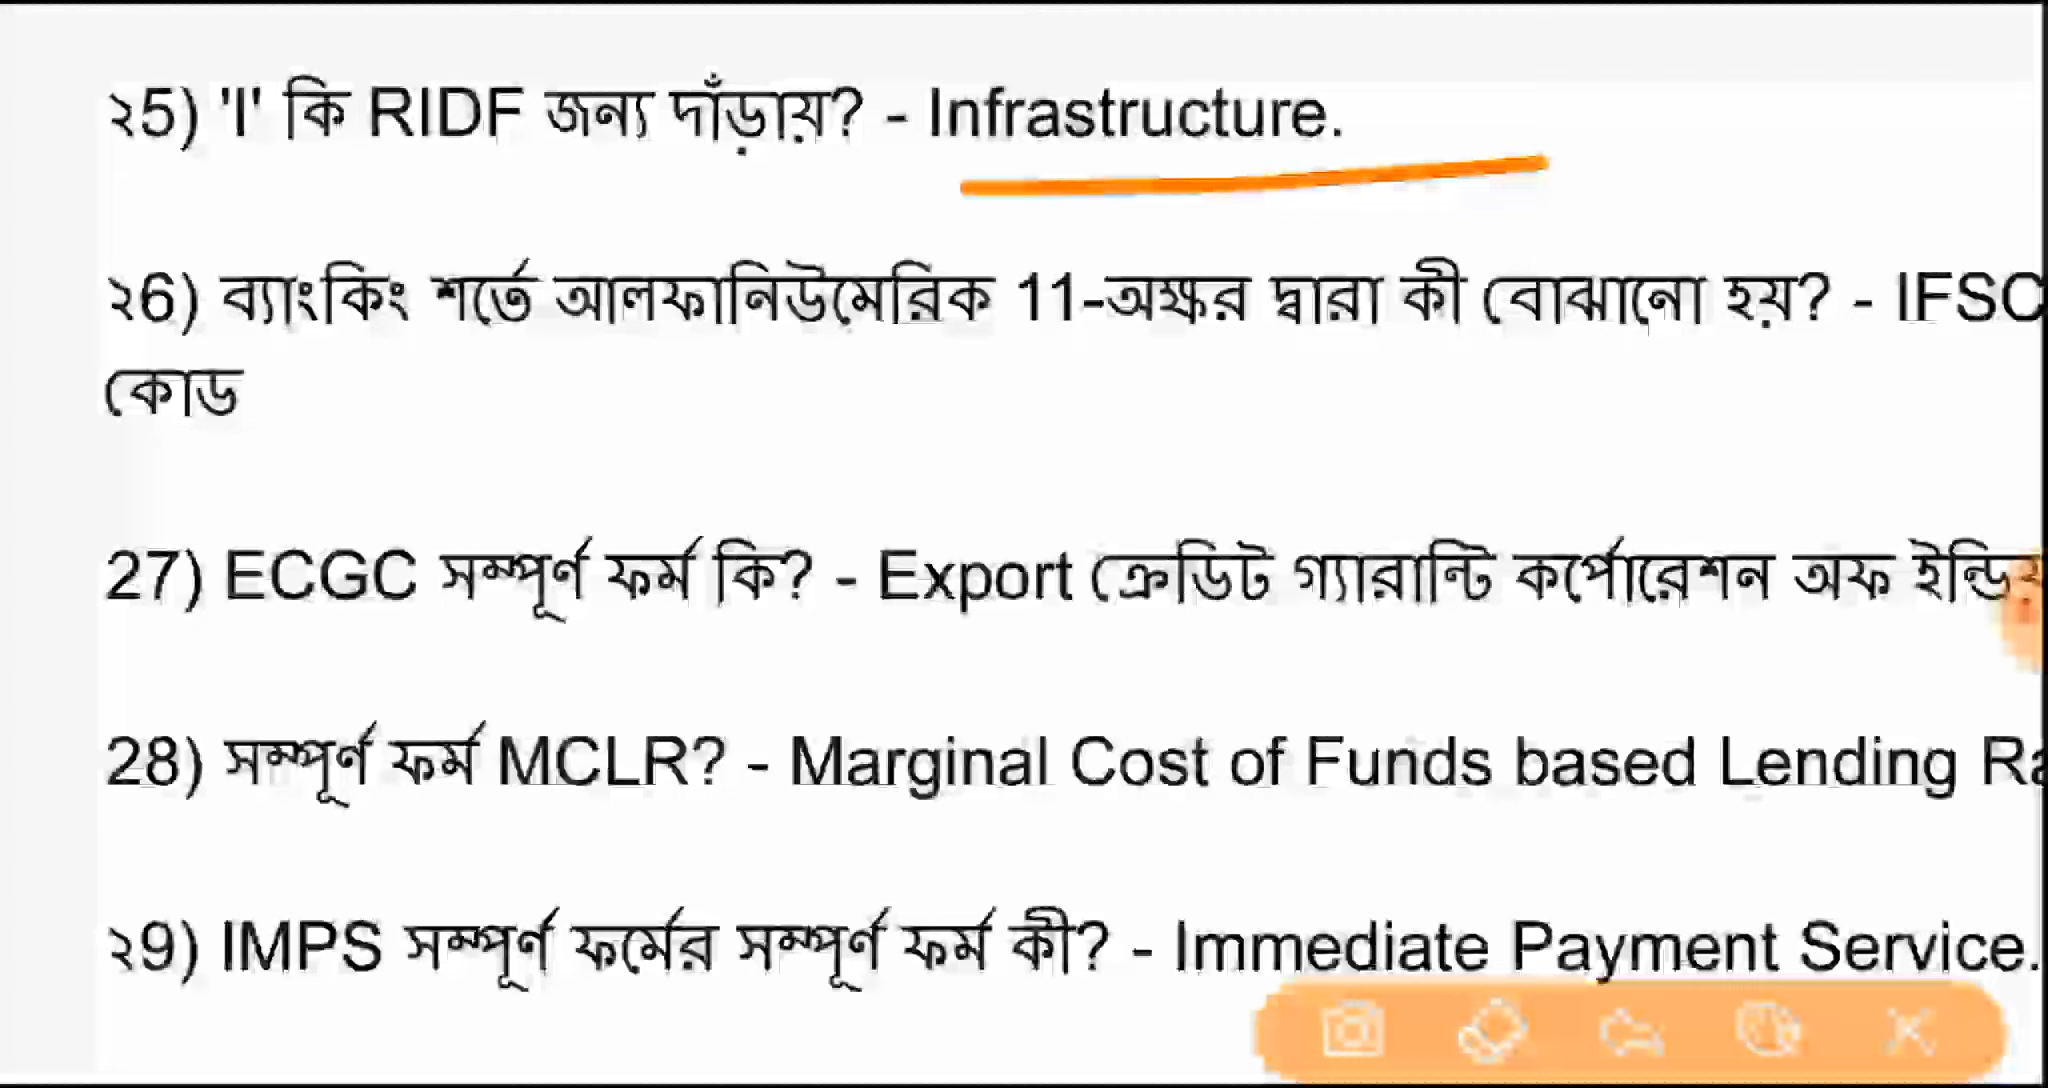 ২5) 'I' কি RIDF জন্য দাঁড়ায়? - Infrastructure.
২6) ব্যাংকিং শর্তে আলফানিউমেরিক 11-অক্ষর দ্বারা কী বোঝানো হয়? - IFSC
কোড
27) ECGC সম্পূর্ণ ফর্ম কি? - Export ক্রেডিট গ্যারান্টি কর্পোরেশন অফ
28) সম্পূর্ণ ফর্ম MCLR? - Marginal Cost of Funds based Lending
২9) IMPS সম্পূর্ণ ফর্মের সম্পূর্ণ ফর্ম কী? - Immediate Payment Service.